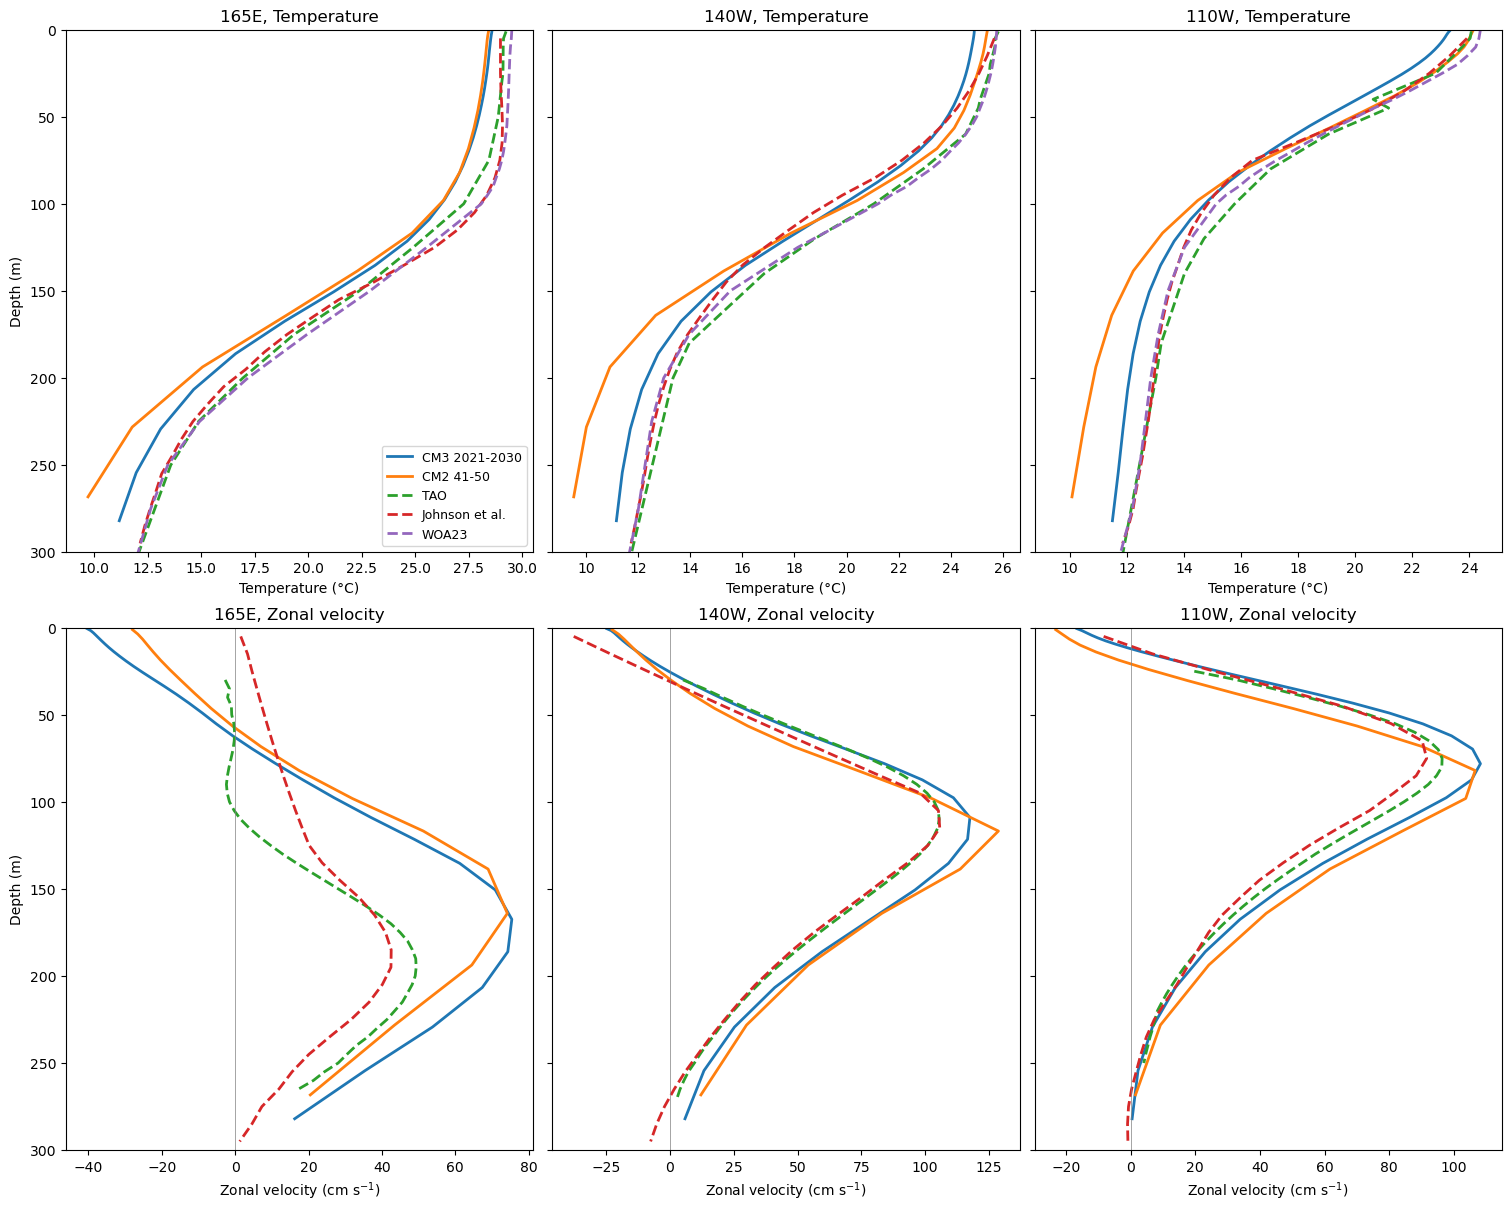 165E, Temperature
140W, Temperature
110W, Temperature
0
50
100
150
200
250
300
Depth (m)
CM3 2021-2030
CM2 41-50
TAO
Johnson et al.
WOA23
10.0 12.5 15.0 17.5 20.0 22.5 25.0 27.5 30.0
10 12 14 16 18 20 22 24 26
10 12 14 16 18 20 22 24
Temperature (°C)
Temperature (°C)
Temperature (°C)
165E, Zonal velocity
140W, Zonal velocity
110W, Zonal velocity
0
50
100
150
200
250
300
Depth (m)
−40 −20 0 20 40 60 80
−25 0 25 50 75 100 125
−20 0 20 40 60 80 100
Zonal velocity (cm s⁻¹)
Zonal velocity (cm s⁻¹)
Zonal velocity (cm s⁻¹)